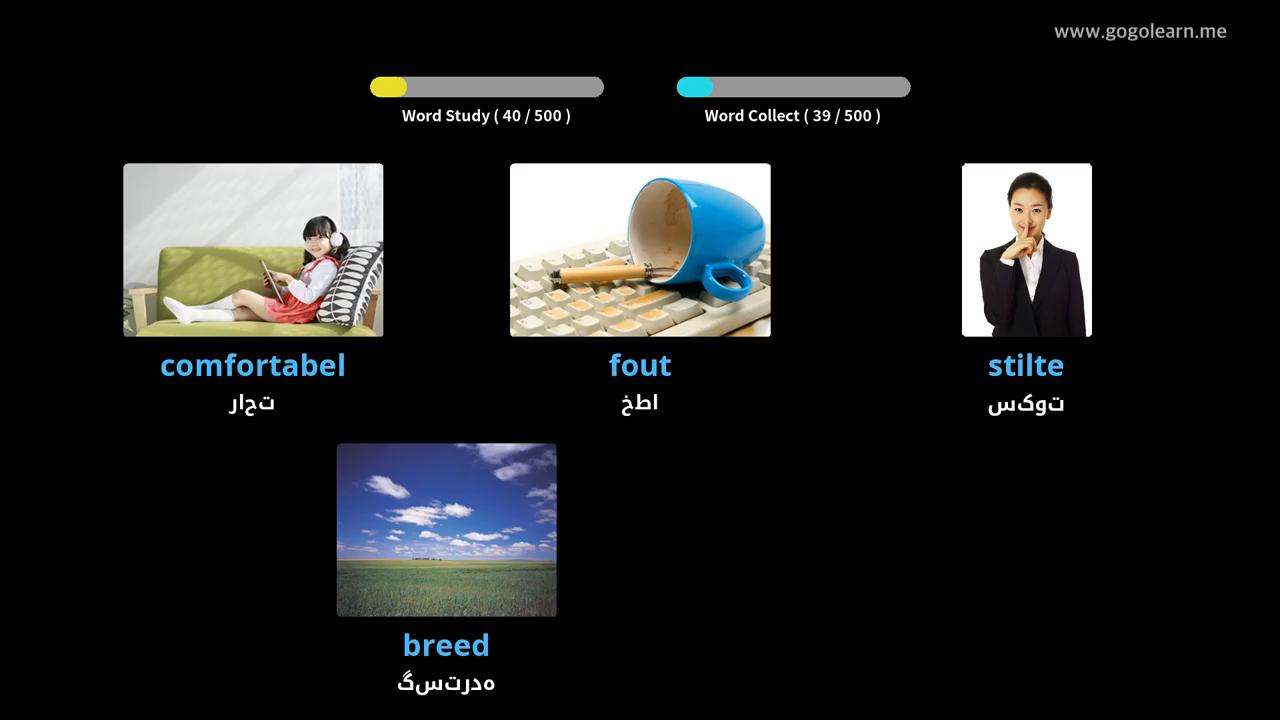 www.gogolearn.me
Word Study ( 40 / 500 )
Word Collect ( 39 / 500 )
comfortabel
تحار
fout
اطخ
stilte
توکس
breed
هدرتسگ